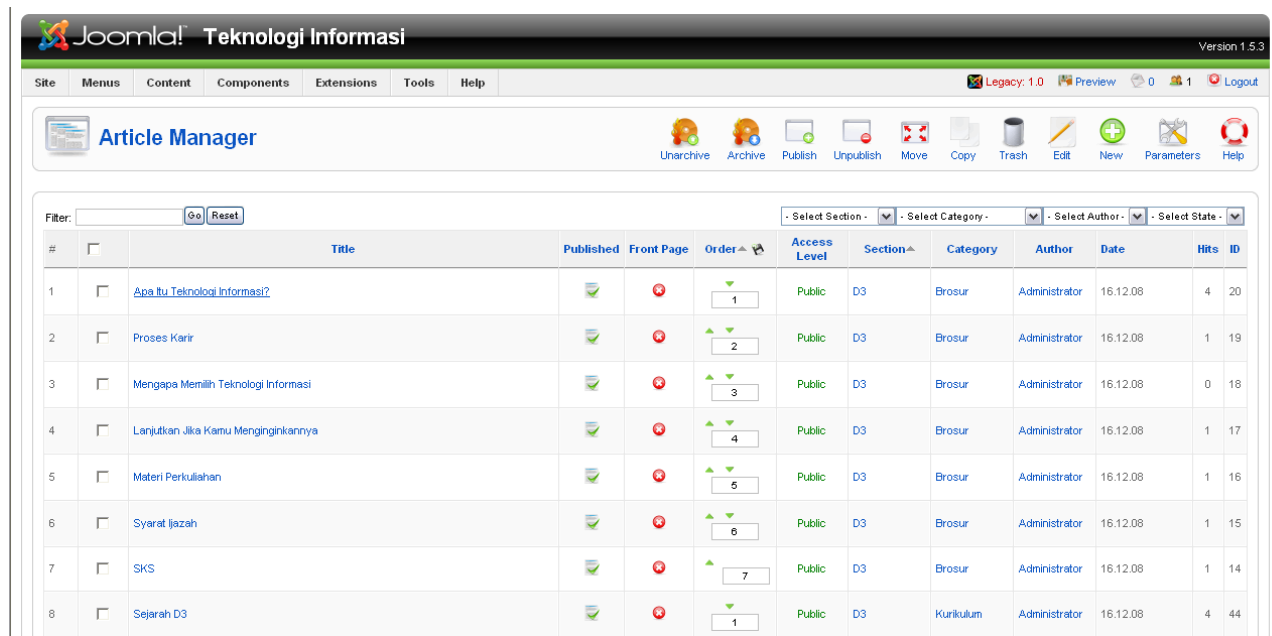 Joomla! Teknologi Informasi
Version 1.5.3
Site Menus Content Components Extensions Tools Help Legacy: 1.0 Preview 0 1 Logout
Article Manager
Unarchive Archive Publish Unpublish Move Copy Trash Edit New Parameters Help
Filter: Go Reset - Select Section - - Select Category - - Select Author - - Select State -
# Title Published Front Page Order Access Level Section Category Author Date Hits ID
1 Apa Itu Teknologi Informasi? 1 Public D3 Brosur Administrator 16.12.08 4 20
2 Proses Karir 2 Public D3 Brosur Administrator 16.12.08 1 19
3 Mengapa Memilih Teknologi Informasi 3 Public D3 Brosur Administrator 16.12.08 0 18
4 Lanjutkan Jika Kamu Menginginkannya 4 Public D3 Brosur Administrator 16.12.08 1 17
5 Materi Perkuliahan 5 Public D3 Brosur Administrator 16.12.08 1 16
6 Syarat Ijazah 6 Public D3 Brosur Administrator 16.12.08 1 15
7 SKS 7 Public D3 Brosur Administrator 16.12.08 1 14
8 Sejarah D3 1 Public D3 Kurikulum Administrator 16.12.08 4 44